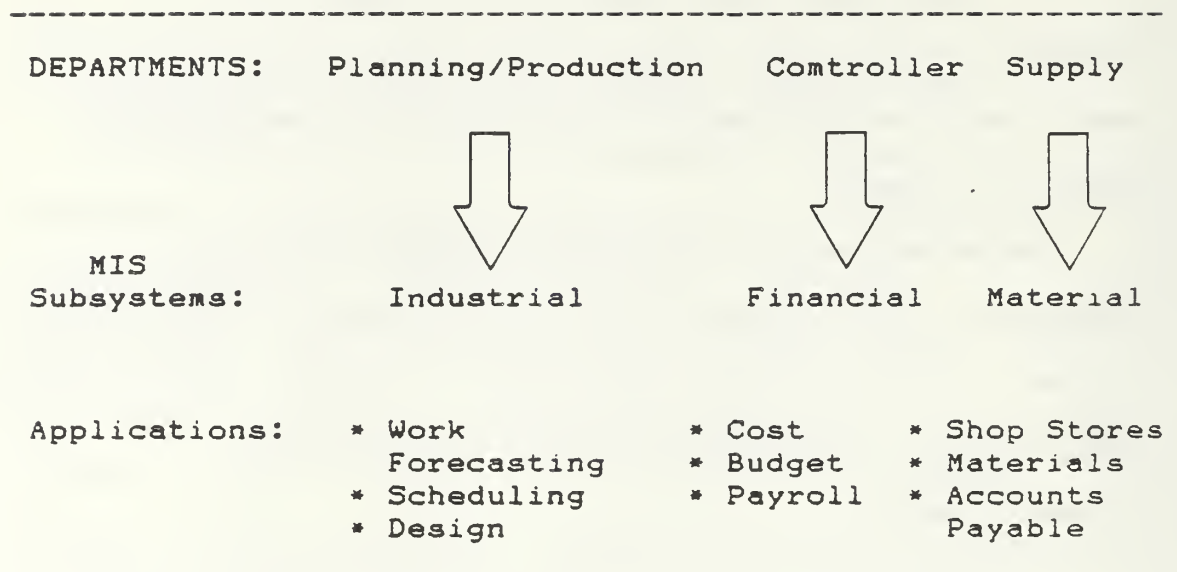 DEPARTMENTS: Planning/Production Comtroller Supply
MIS
Subsystems: Industrial Financial Material
Applications: * Work * Cost * Shop Stores
Forecasting * Budget * Materials
* Scheduling * Payroll * Accounts
* Design Payable